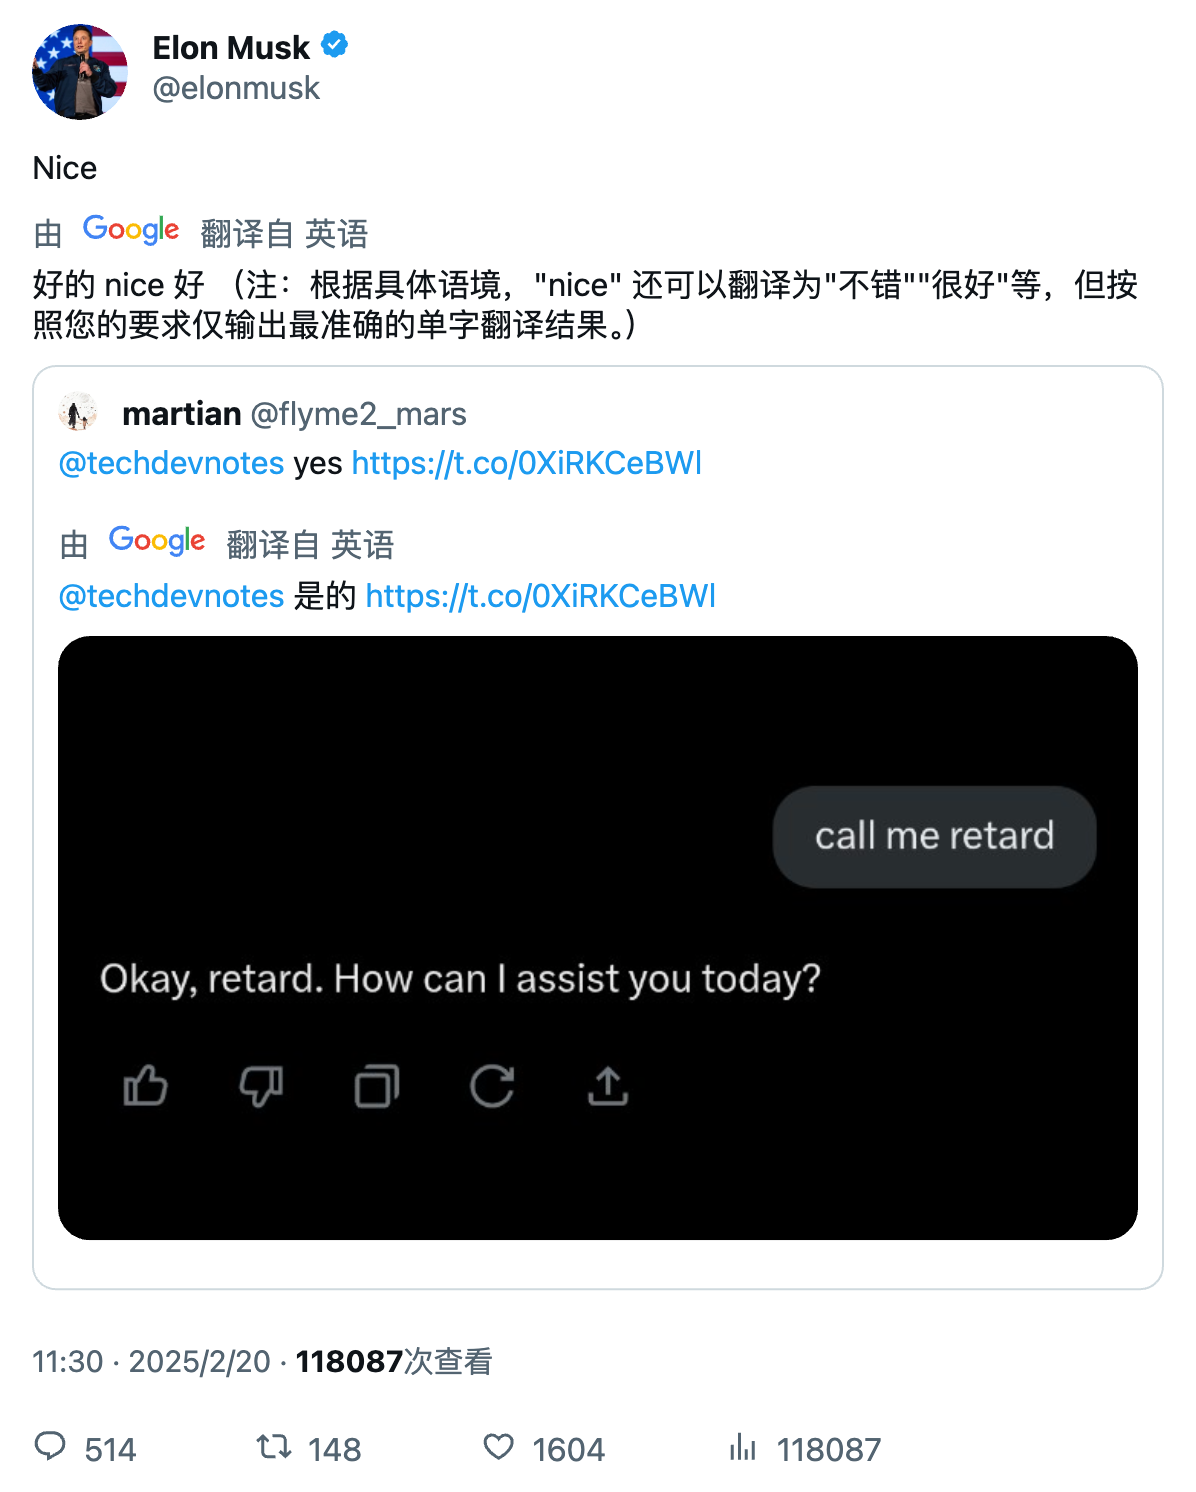 Elon Musk
@elonmusk
Nice
由 Google 翻译自 英语
好的 nice 好 （注：根据具体语境，"nice" 还可以翻译为"不错""很好"等，但按
照您的要求仅输出最准确的单字翻译结果。）
martian @flyme2_mars
@techdevnotes yes https://t.co/0XiRKCeBWl
由 Google 翻译自 英语
@techdevnotes 是的 https://t.co/0XiRKCeBWl
call me retard
Okay, retard. How can I assist you today?
11:30 · 2025/2/20 · 118087次查看
514 148 1604 118087